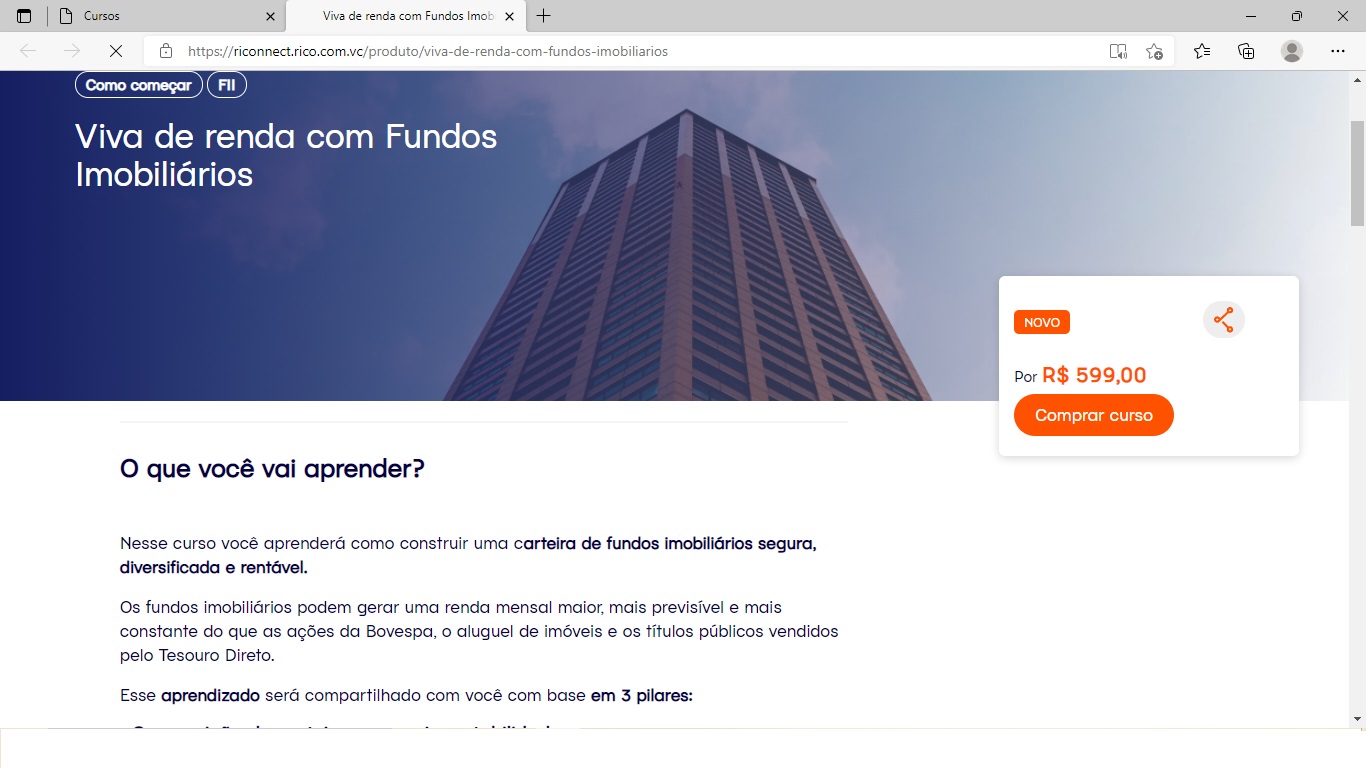 Cursos
Viva de renda com Fundos Imob
https://riconnect.rico.com.vc/produto/viva-de-renda-com-fundos-imobiliarios
Como começar FII
Viva de renda com Fundos
Imobiliários
NOVO
Por R$ 599,00
Comprar curso
O que você vai aprender?
Nesse curso você aprenderá como construir uma carteira de fundos imobiliários segura,
diversificada e rentável.
Os fundos imobiliários podem gerar uma renda mensal maior, mais previsível e mais
constante do que as ações da Bovespa, o aluguel de imóveis e os títulos públicos vendidos
pelo Tesouro Direto.
Esse aprendizado será compartilhado com você com base em 3 pilares: